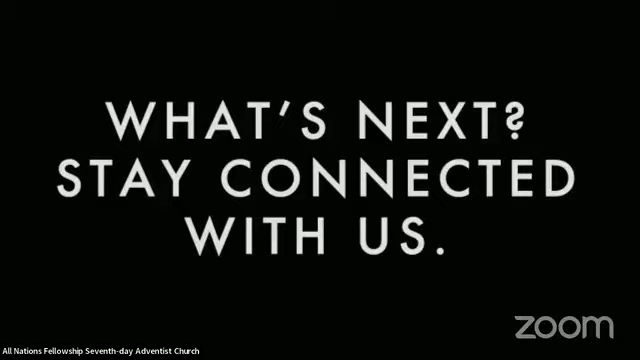 WHAT'S NEXT?
STAY CONNECTED
WITH US.
zoom
All Nations Fellowship Seventh-day Adventist Church